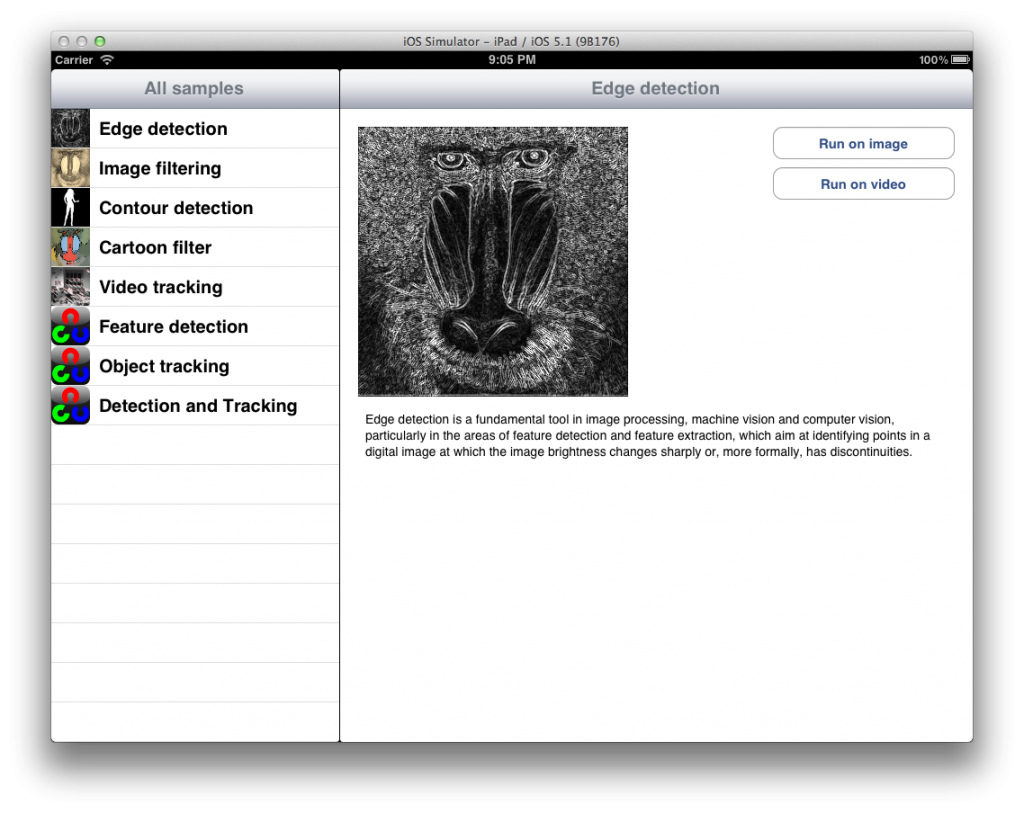 iOS Simulator – iPad / iOS 5.1 (9B176)
Carrier 9:05 PM 100%
All samples
Edge detection
Image filtering
Contour detection
Cartoon filter
Video tracking
Feature detection
Object tracking
Detection and Tracking
Edge detection
Run on image
Run on video
Edge detection is a fundamental tool in image processing, machine vision and computer vision,
particularly in the areas of feature detection and feature extraction, which aim at identifying points in a
digital image at which the image brightness changes sharply or, more formally, has discontinuities.